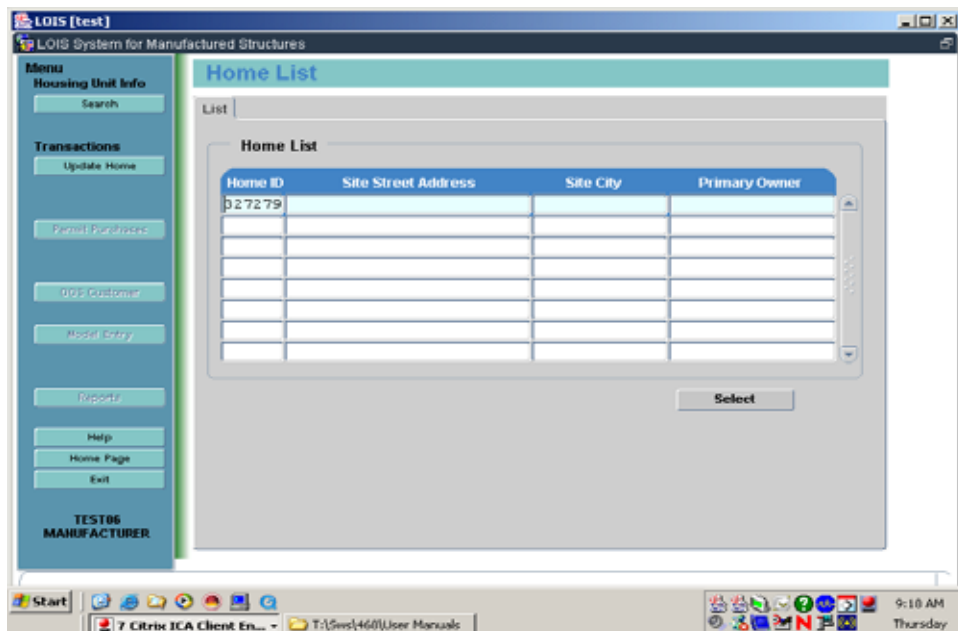 LOIS [test]
LOIS System for Manufactured Structures
Menu
Housing Unit Info
Search
Transactions
Update Home
Permit Purchases
Model Entry
Reports
Help
Home Page
Exit
TEST06
MANUFACTURER
Home List
List
Home List
Home ID Site Street Address Site City Primary Owner
327279
Select
Start
7 Citrix ICA Client En...
User Manuals
9:10 AM
Thursday